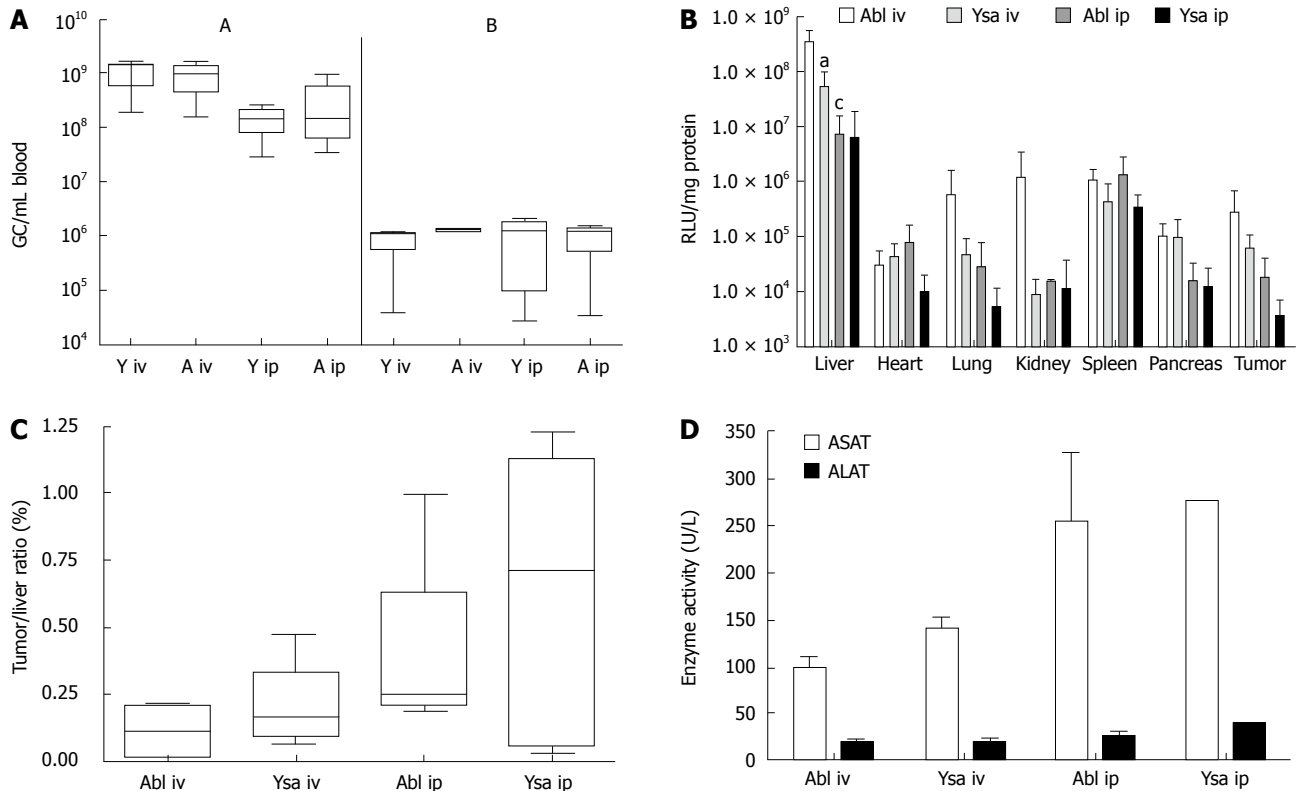 A
A B
GC/mL blood
10^10
10^9
10^8
10^7
10^6
10^5
10^4
Y iv A iv Y ip A ip Y iv A iv Y ip A ip
B
Abl iv Ysa iv Abl ip Ysa ip
RLU/mg protein
1.0 × 10^9
1.0 × 10^8
1.0 × 10^7
1.0 × 10^6
1.0 × 10^5
1.0 × 10^4
1.0 × 10^3
a
c
Liver Heart Lung Kidney Spleen Pancreas Tumor
C
Tumor/liver ratio (%)
1.25
1.00
0.75
0.50
0.25
0.00
Abl iv Ysa iv Abl ip Ysa ip
D
ASAT
ALAT
Enzyme activity (U/L)
350
300
250
200
150
100
50
0
Abl iv Ysa iv Abl ip Ysa ip